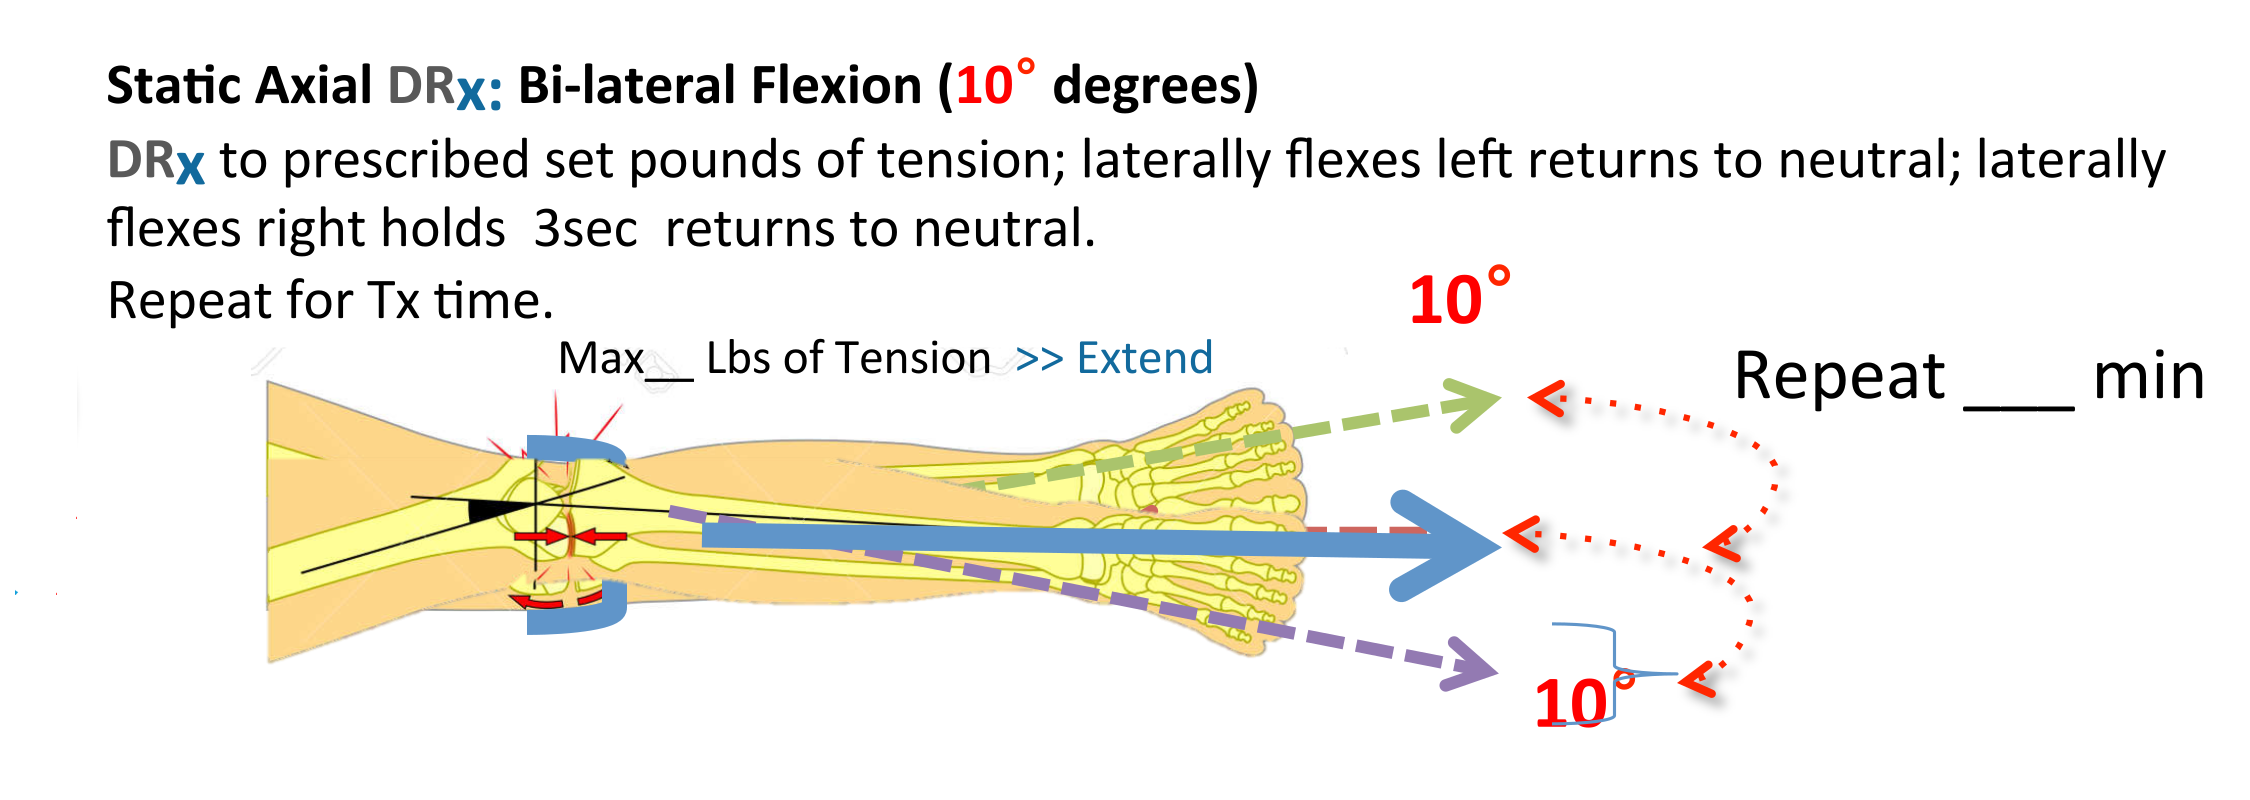 Static Axial DRx: Bi-lateral Flexion (10° degrees)
DRx to prescribed set pounds of tension; laterally flexes left returns to neutral; laterally
flexes right holds  3sec  returns to neutral.
Repeat for Tx time.
10°
Max__ Lbs of Tension  >> Extend
Repeat ___ min
10°